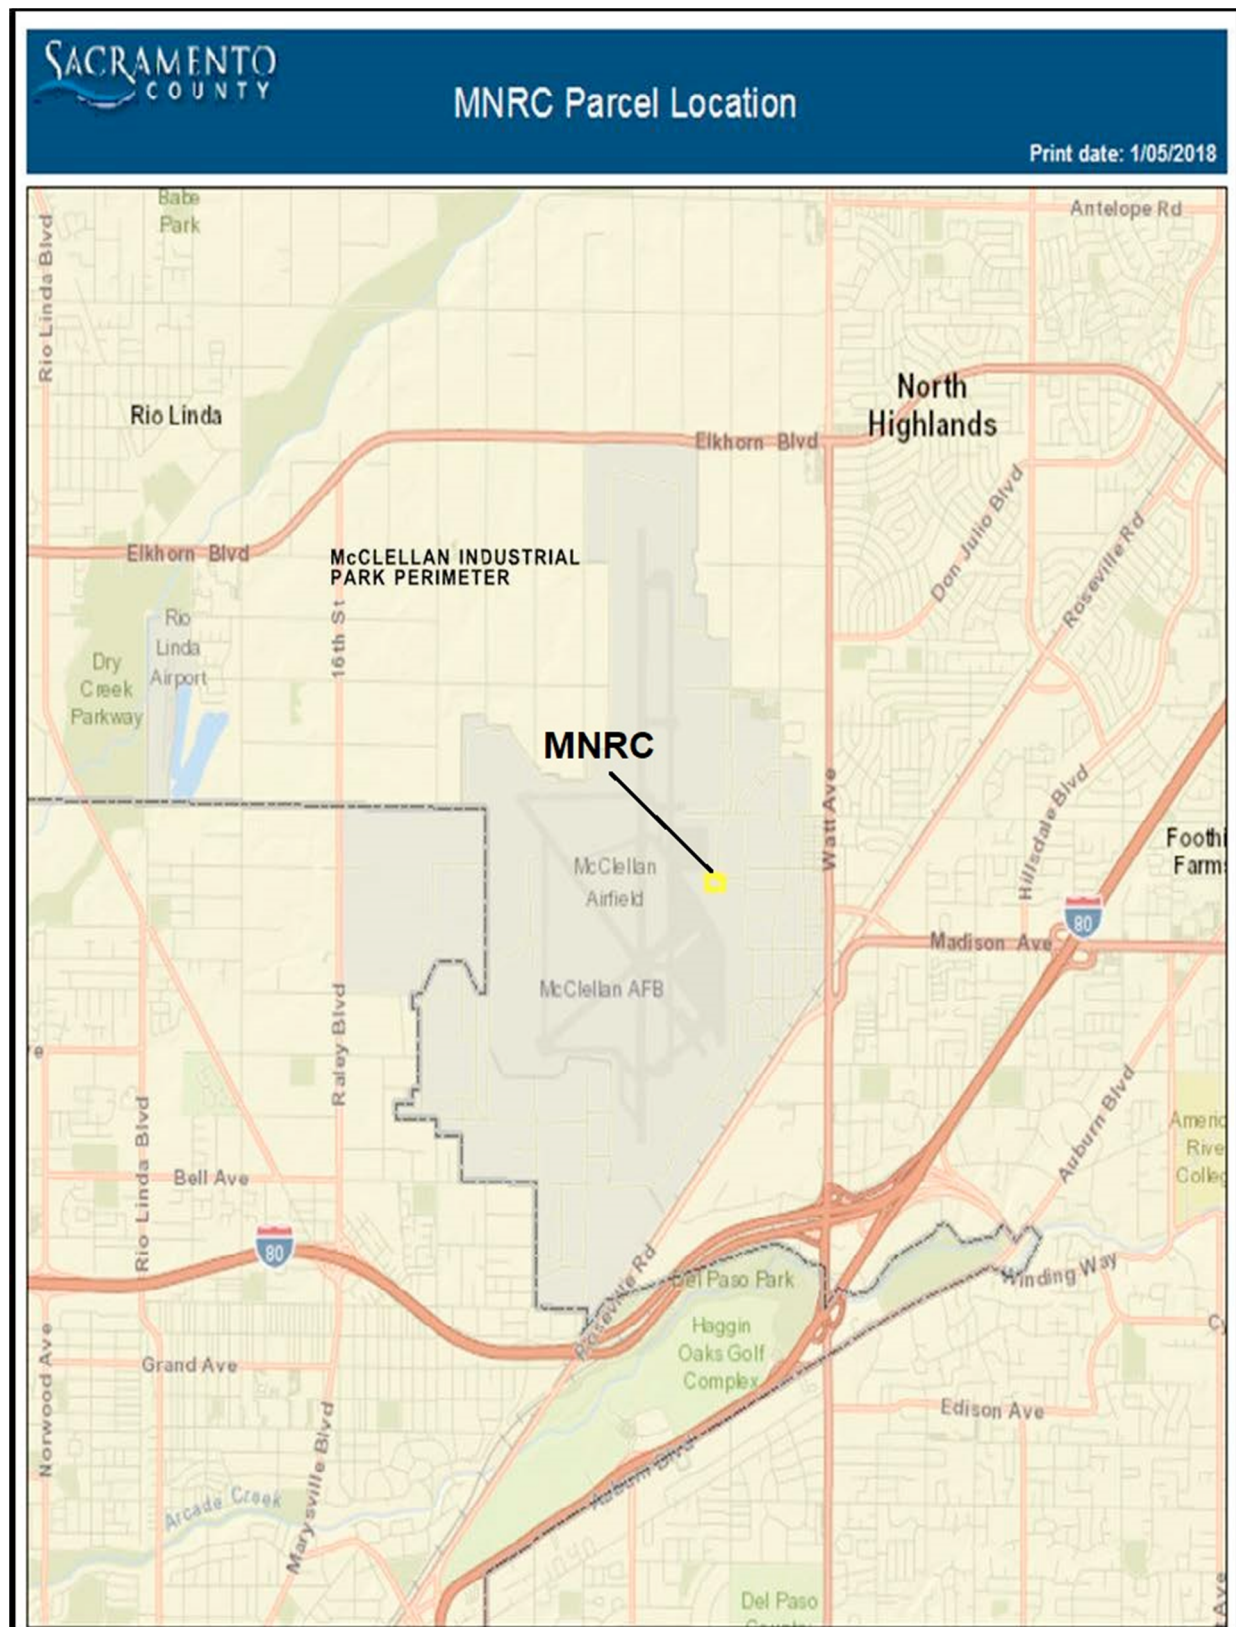 SACRAMENTO
COUNTY
MNRC Parcel Location
Print date: 1/05/2018
Babe
Park
Antelope Rd
Rio Linda Blvd
North
Highlands
Rio Linda
Elkhorn Blvd
Elkhorn Blvd
McCLELLAN INDUSTRIAL
PARK PERIMETER
Don Julio Blvd
Roseville Rd
16th St
Rio
Linda
Airport
Dry
Creek
Parkway
MNRC
Watt Ave
Hillsdale Blvd
Foothi
Farms
McClellan
Airfield
80
Madison Ave
McClellan AFB
Raley Blvd
Rio Linda Blvd
Auburn Blvd
Americ
River
Colleg
Bell Ave
80
Roseville Rd
Del Paso Park
Winding Way
Haggin
Oaks Golf
Complex
Cy
Norwood Ave
Grand Ave
Marysville Blvd
Edison Ave
Auburn Blvd
Arcade Creek
Del Paso
Country
t Ave